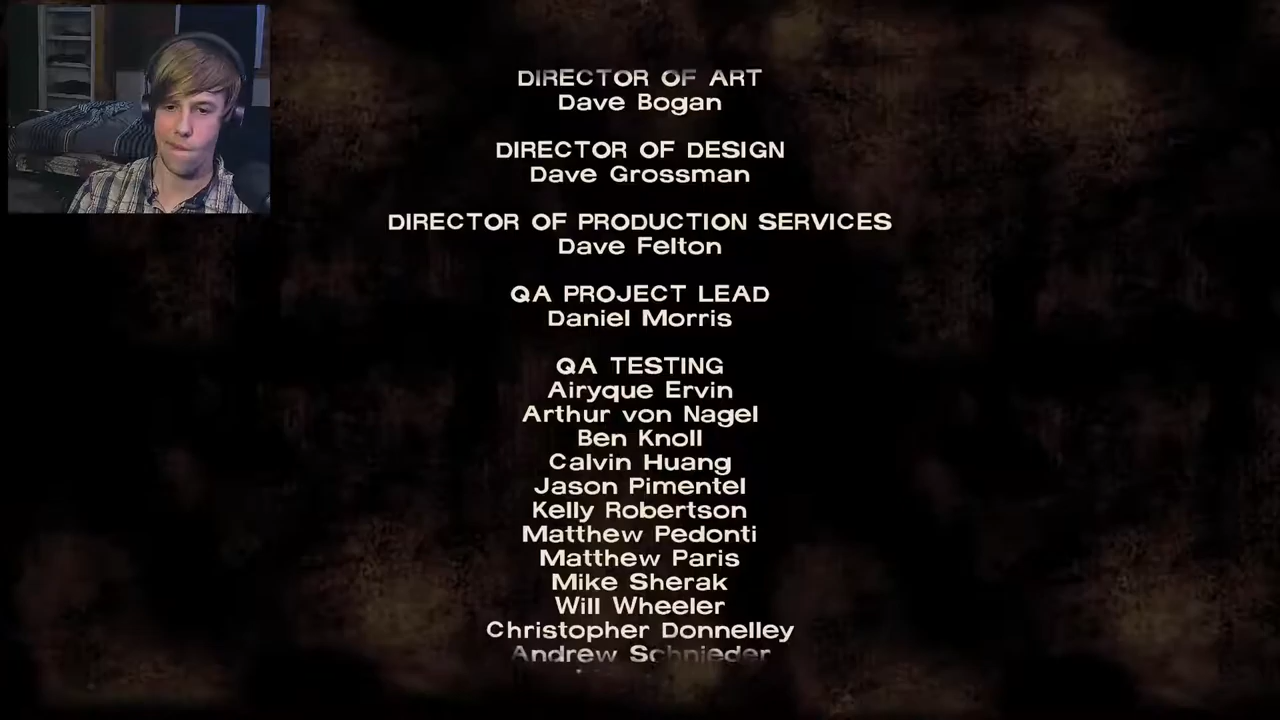 DIRECTOR OF ART
Dave Bogan
DIRECTOR OF DESIGN
Dave Grossman
DIRECTOR OF PRODUCTION SERVICES
Dave Felton
QA PROJECT LEAD
Daniel Morris
QA TESTING
Airyque Ervin
Arthur von Nagel
Ben Knoll
Calvin Huang
Jason Pimentel
Kelly Robertson
Matthew Pedonti
Matthew Paris
Mike Sherak
Will Wheeler
Christopher Donnelley
Andrew Schnieder